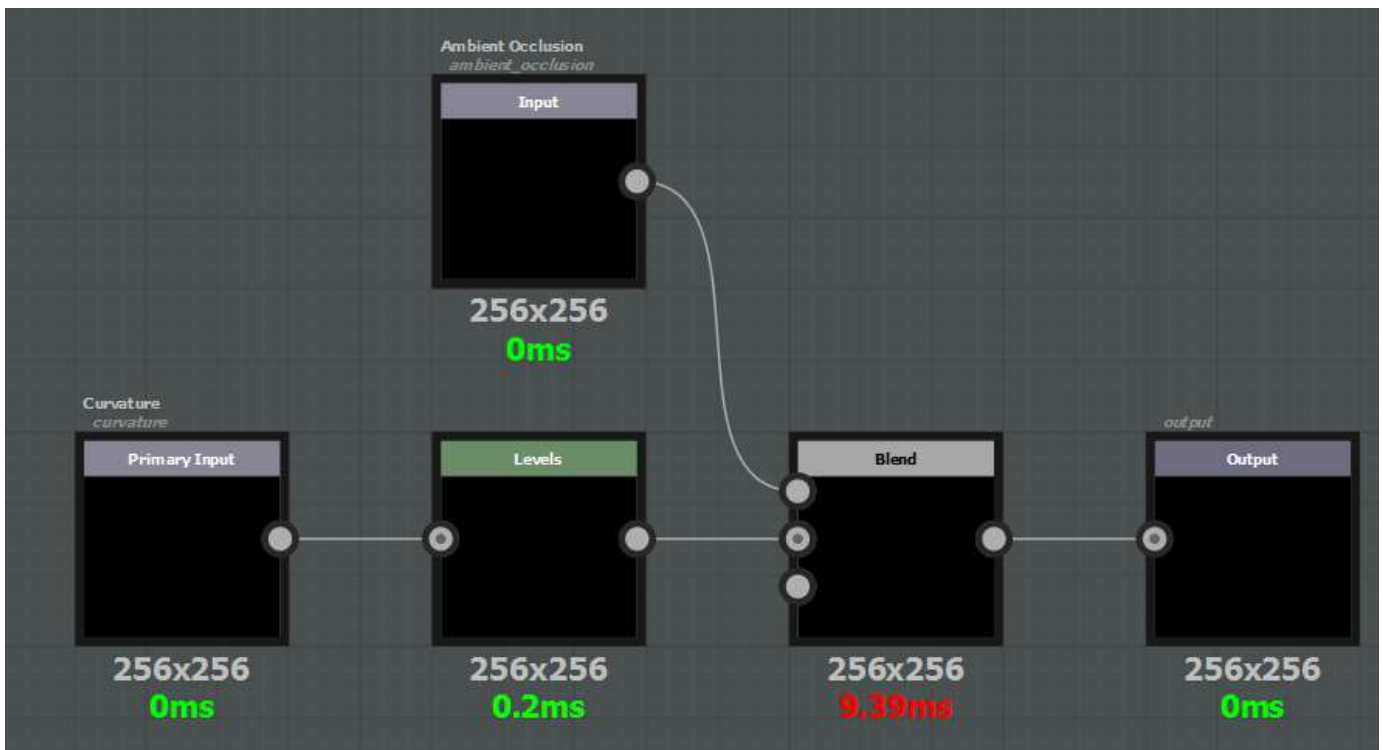 Ambient Occlusion
ambient_occlusion
Input
256x256
0ms
Curvature
curvature
Primary Input
256x256
0ms
Levels
256x256
0.2ms
Blend
256x256
9.39ms
output
Output
256x256
0ms